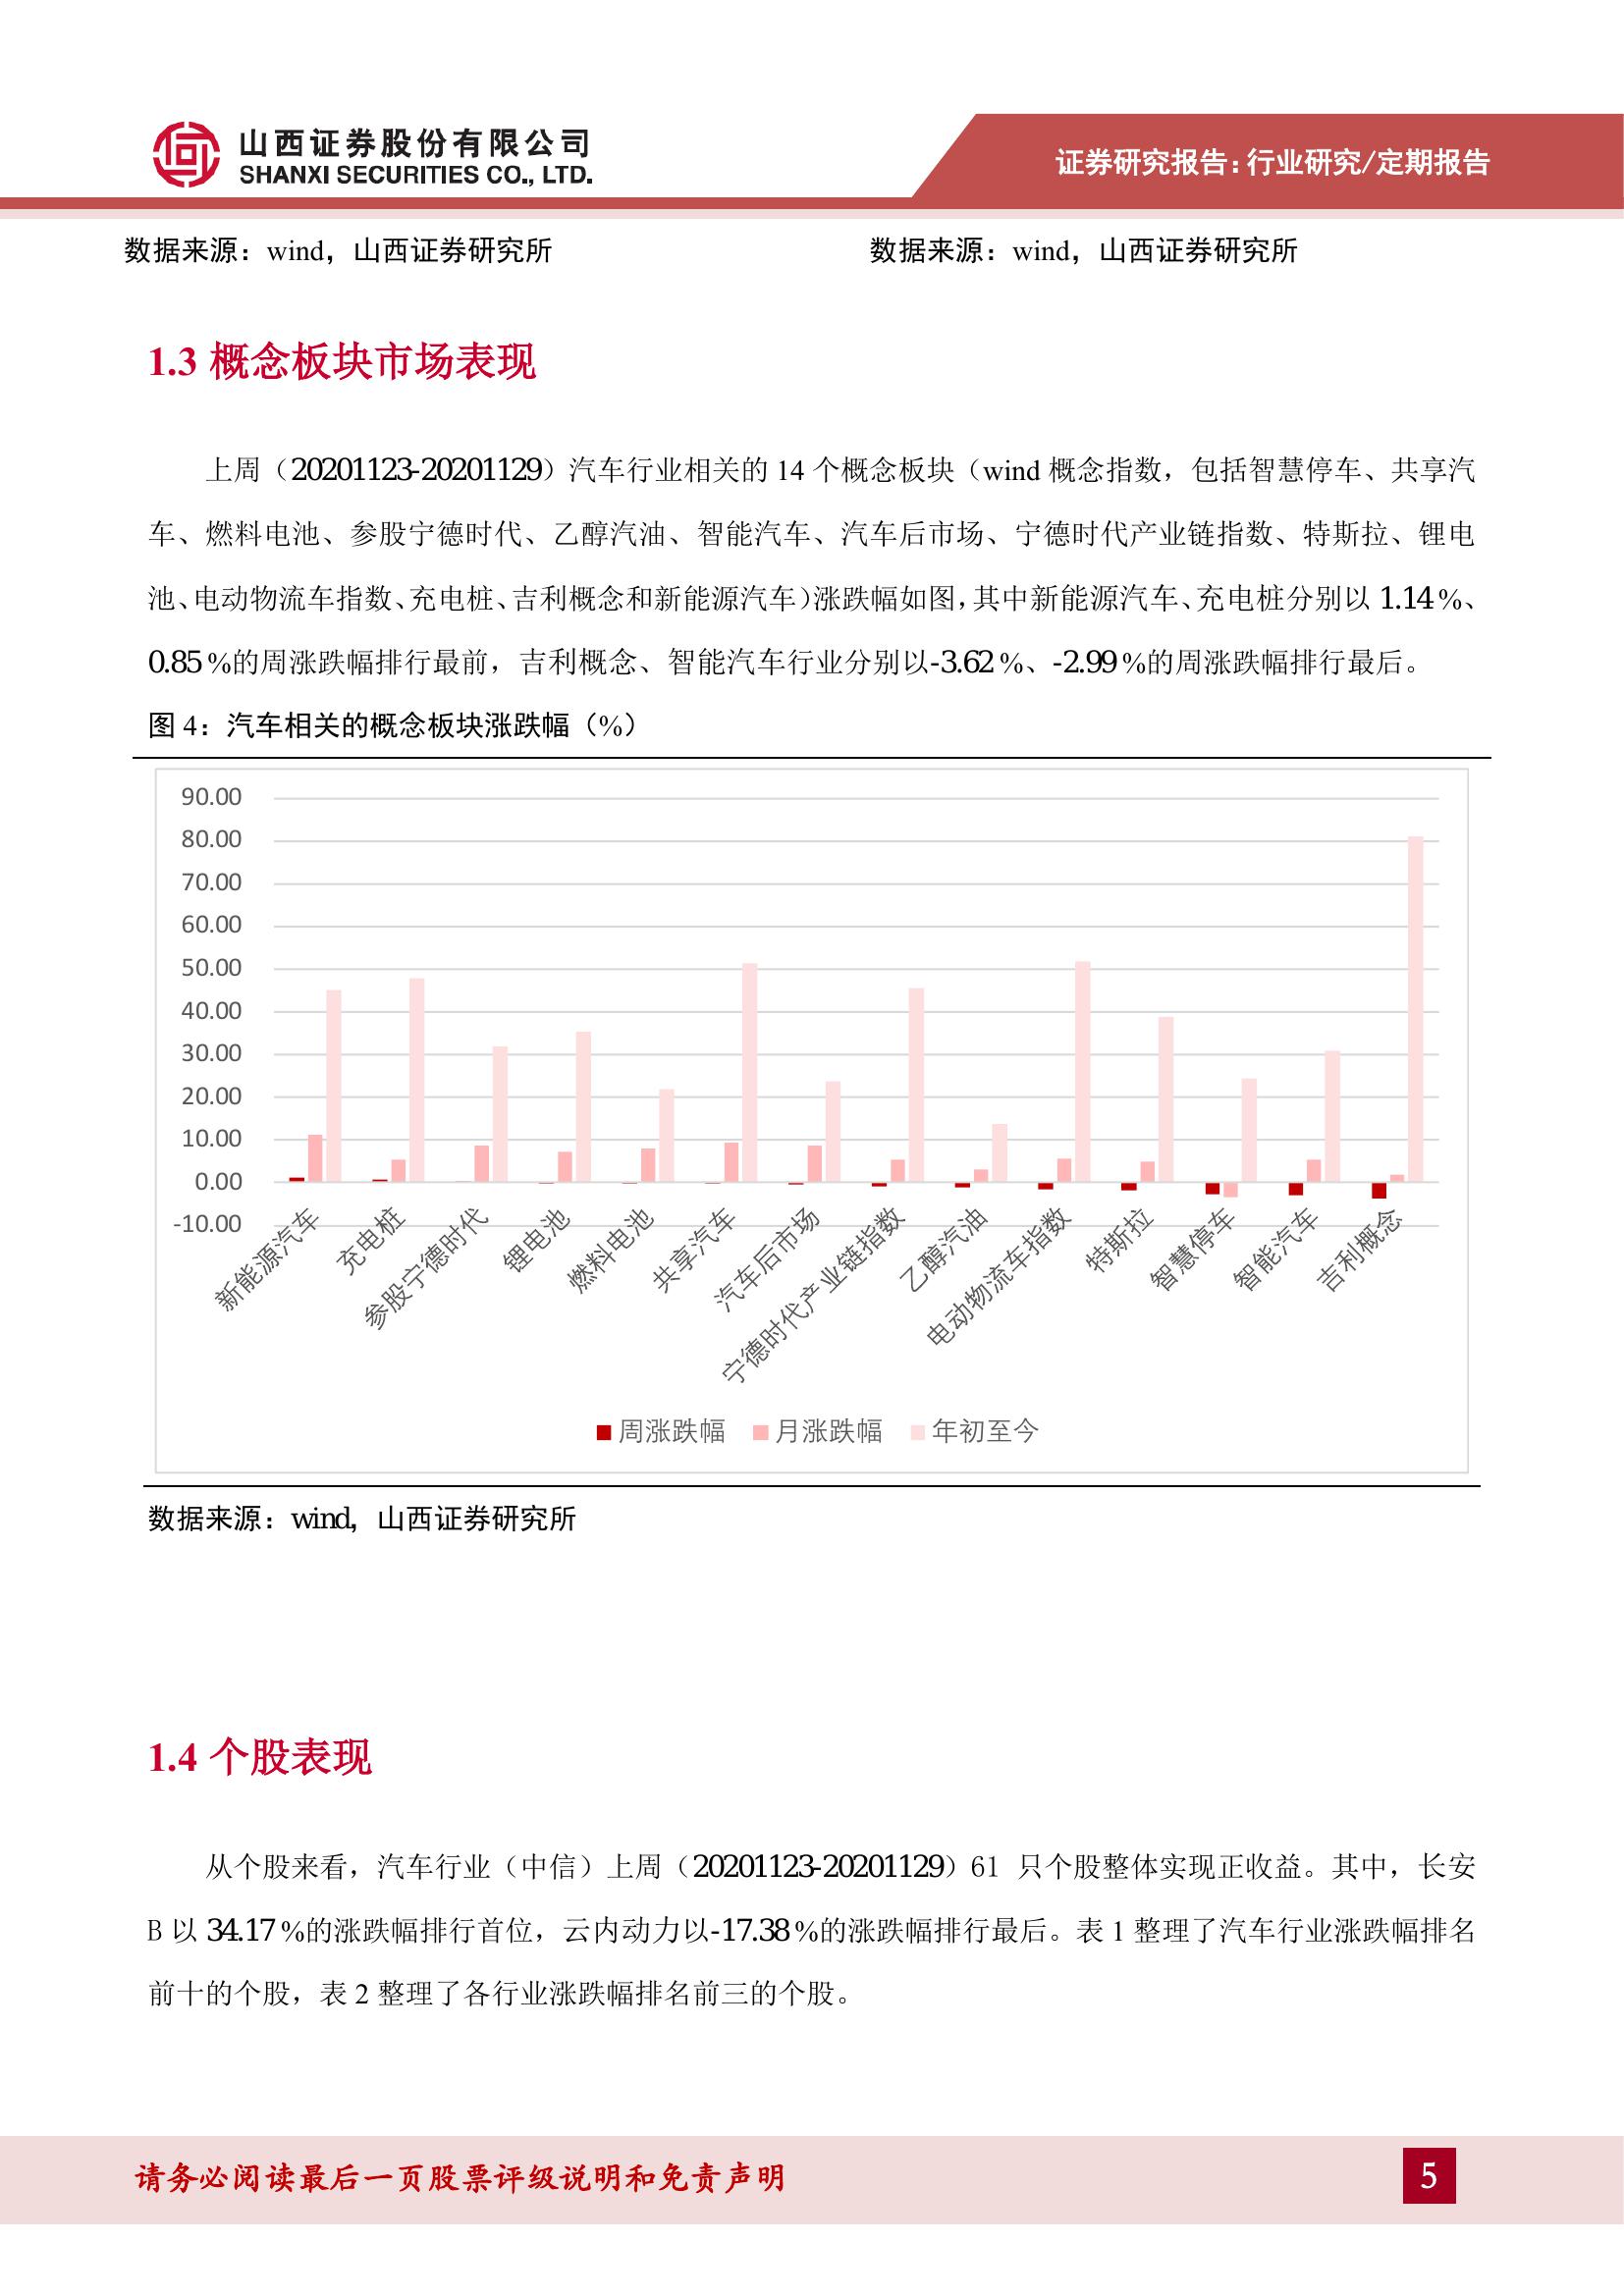 山西证券股份有限公司
SHANXI SECURITIES CO., LTD.
证券研究报告:行业研究/定期报告
数据来源：wind，山西证券研究所
数据来源：wind，山西证券研究所
1.3 概念板块市场表现
上周（20201123-20201129）汽车行业相关的 14 个概念板块（wind 概念指数，包括智慧停车、共享汽
车、燃料电池、参股宁德时代、乙醇汽油、智能汽车、汽车后市场、宁德时代产业链指数、特斯拉、锂电
池、电动物流车指数、充电桩、吉利概念和新能源汽车）涨跌幅如图，其中新能源汽车、充电桩分别以 1.14%、
0.85%的周涨跌幅排行最前，吉利概念、智能汽车行业分别以-3.62%、-2.99%的周涨跌幅排行最后。
图 4：汽车相关的概念板块涨跌幅（%）
90.00
80.00
70.00
60.00
50.00
40.00
30.00
20.00
10.00
0.00
-10.00
新能源汽车
充电桩
参股宁德时代
锂电池
燃料电池
共享汽车
汽车后市场
宁德时代产业链指数
乙醇汽油
电动物流车指数
特斯拉
智慧停车
智能汽车
吉利概念
周涨跌幅 月涨跌幅 年初至今
数据来源：wind，山西证券研究所
1.4 个股表现
从个股来看，汽车行业（中信）上周（20201123-20201129）61 只个股整体实现正收益。其中，长安
B 以 34.17%的涨跌幅排行首位，云内动力以-17.38%的涨跌幅排行最后。表 1 整理了汽车行业涨跌幅排名
前十的个股，表 2 整理了各行业涨跌幅排名前三的个股。
请务必阅读最后一页股票评级说明和免责声明
5